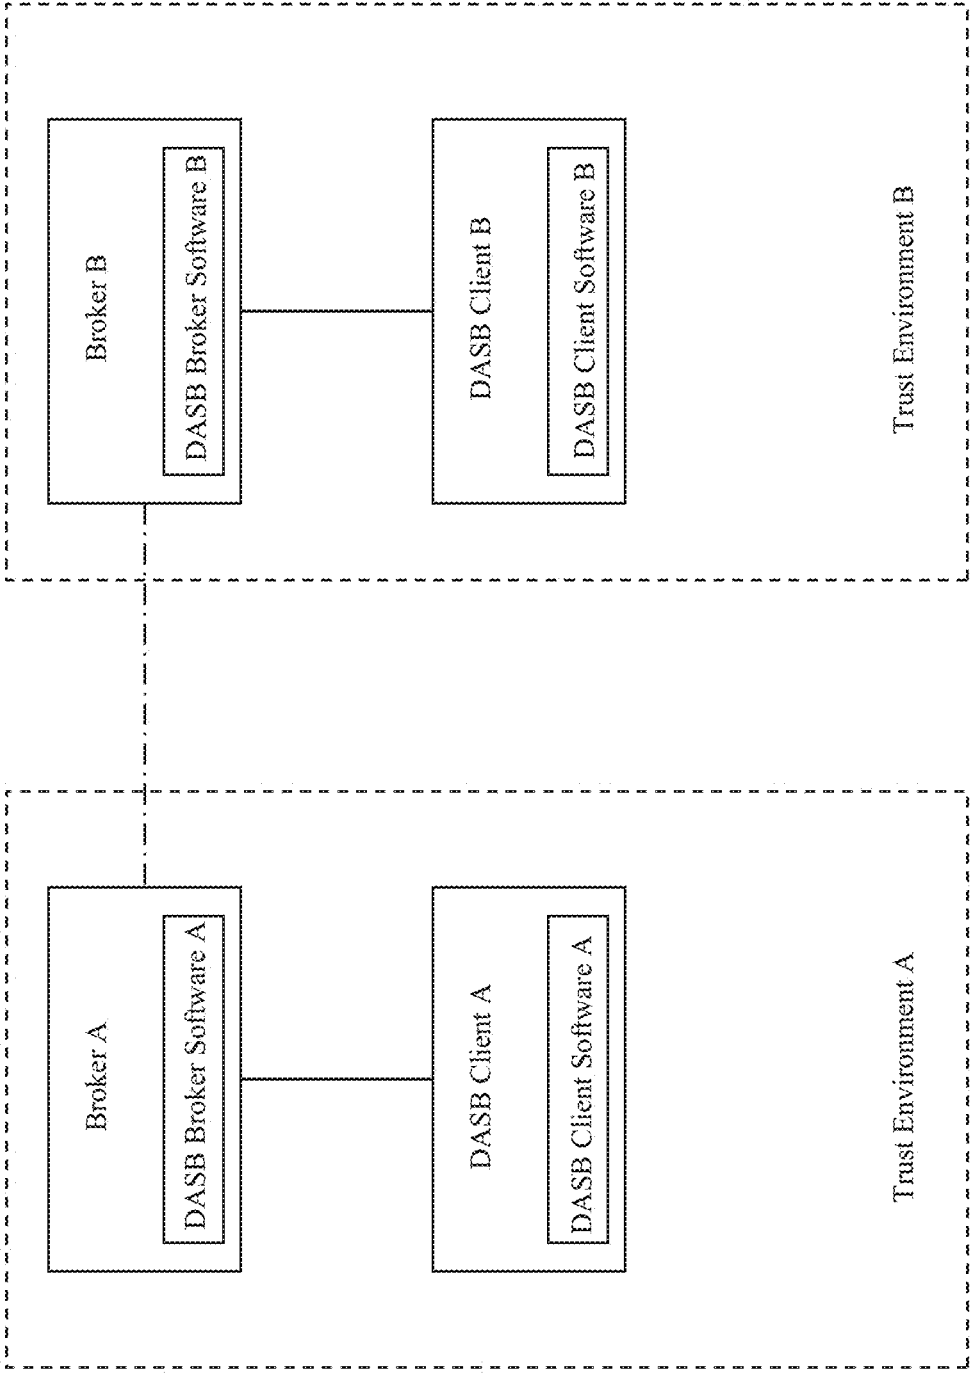 Broker A
DASB Broker Software A
DASB Client A
DASB Client Software A
Trust Environment A
Broker B
DASB Broker Software B
DASB Client B
DASB Client Software B
Trust Environment B